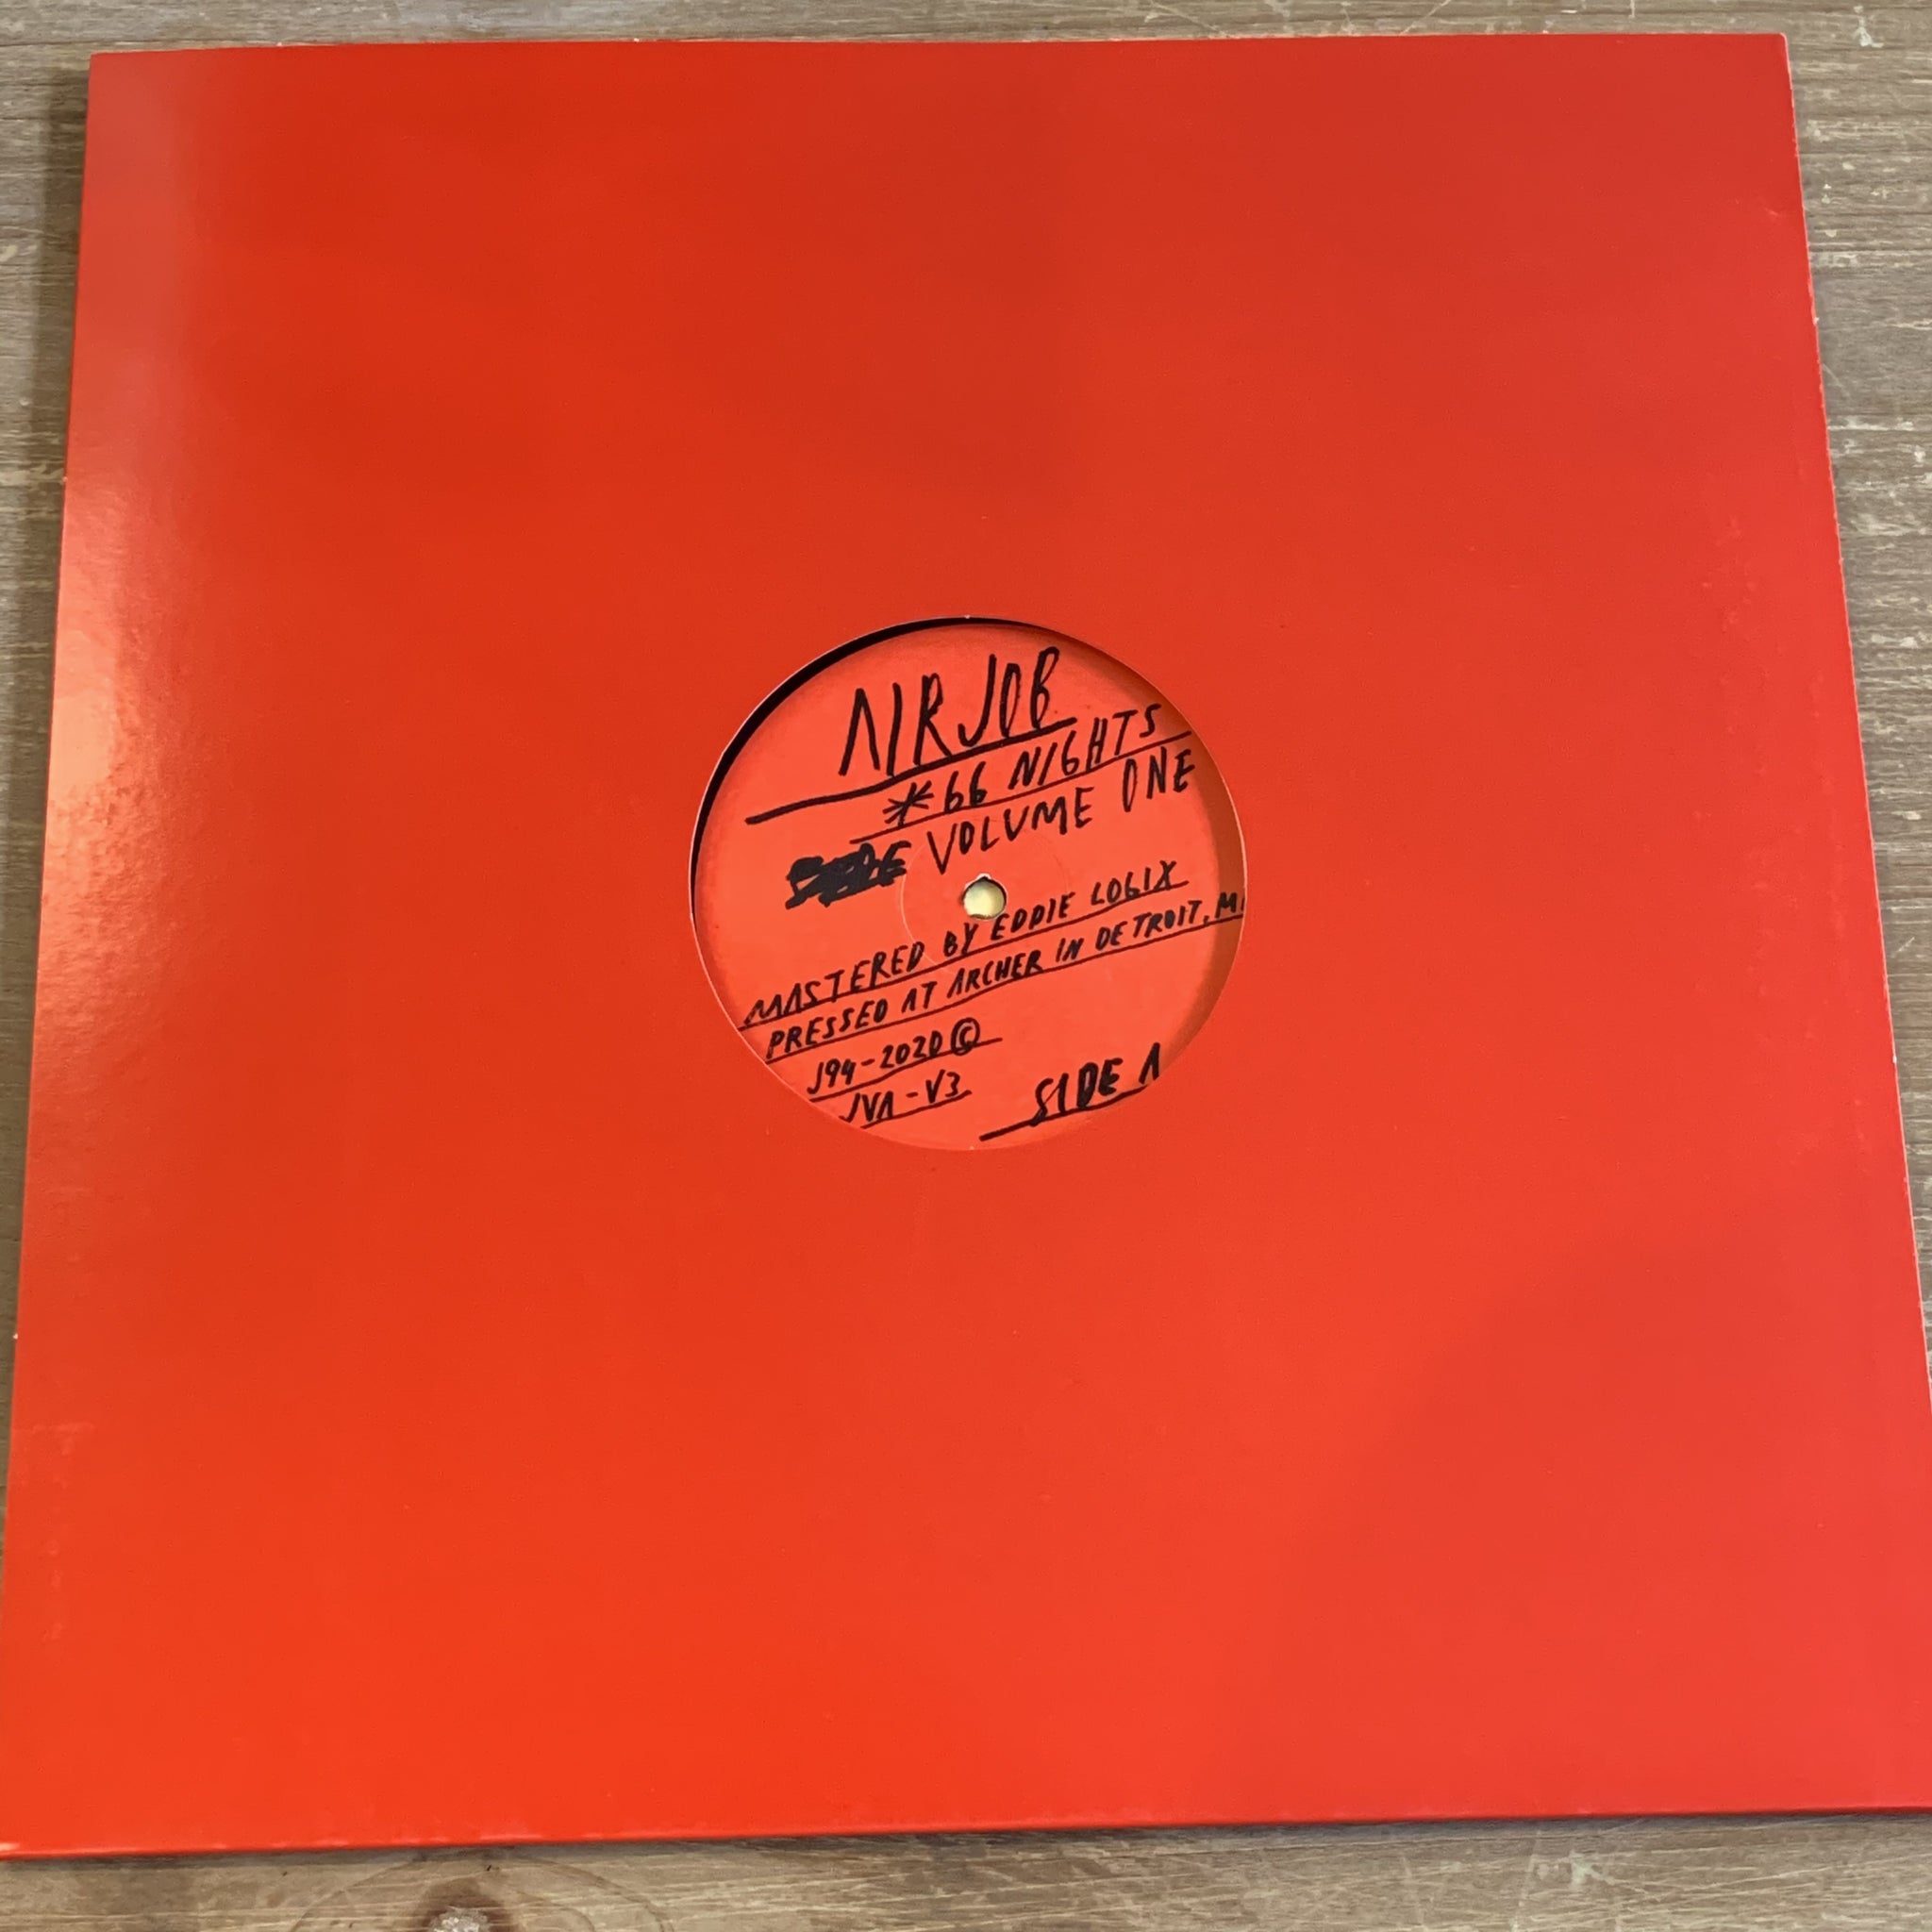 AIRJOB
*66 NIGHTS
VOLUME ONE
MASTERED BY EDDIE LOGIX
PRESSED AT ARCHER IN DETROIT, MI
J94-2020©
JVA-V3
SIDE A